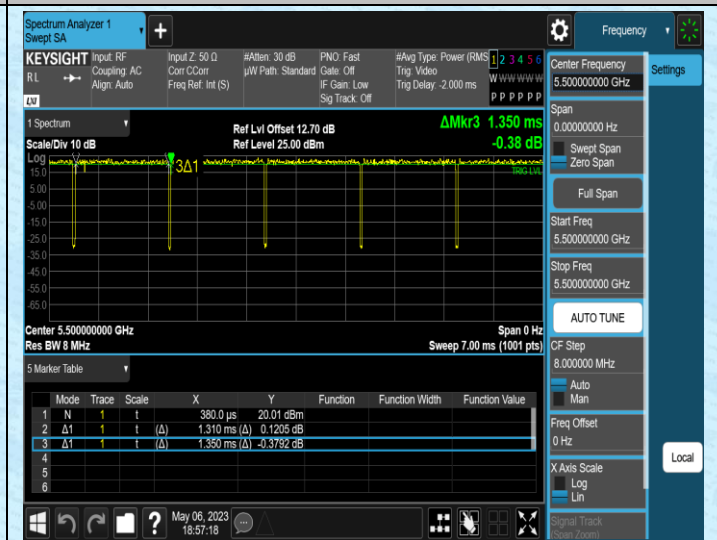 Spectrum Analyzer 1
Swept SA
+
Frequency
KEYSIGHT
Input: RF
Input Z: 50 Ω
#Atten: 30 dB
PNO: Fast
#Avg Type: Power (RMS
1 2 3 4 5 6
RL
Coupling: AC
Corr CCorr
µW Path: Standard
Gate: Off
Trig: Video
W W W W W W
Align: Auto
Freq Ref: Int (S)
IF Gain: Low
Trig Delay: -2.000 ms
Sig Track: Off
P P P P P P
LXI
1 Spectrum
Ref Lvl Offset 12.70 dB
ΔMkr3 1.350 ms
Scale/Div 10 dB
Ref Level 25.00 dBm
-0.38 dB
Log
3Δ1
TRIG LVL
15.0
5.00
-5.00
-15.0
-25.0
-35.0
-45.0
-55.0
-65.0
Center 5.500000000 GHz
Span 0 Hz
Res BW 8 MHz
Sweep 7.00 ms (1001 pts)
5 Marker Table
Mode Trace Scale X Y Function Function Width Function Value
1 N 1 t 380.0 µs 20.01 dBm
2 Δ1 1 t (Δ) 1.310 ms (Δ) 0.1205 dB
3 Δ1 1 t (Δ) 1.350 ms (Δ) -0.3792 dB
4
5
6
?
May 06, 2023
18:57:18
Center Frequency
5.500000000 GHz
Span
0.00000000 Hz
Swept Span
Zero Span
Full Span
Start Freq
5.500000000 GHz
Stop Freq
5.500000000 GHz
AUTO TUNE
CF Step
8.000000 MHz
Auto
Man
Freq Offset
0 Hz
X Axis Scale
Log
Lin
Signal Track
(Span Zoom)
Settings
Local